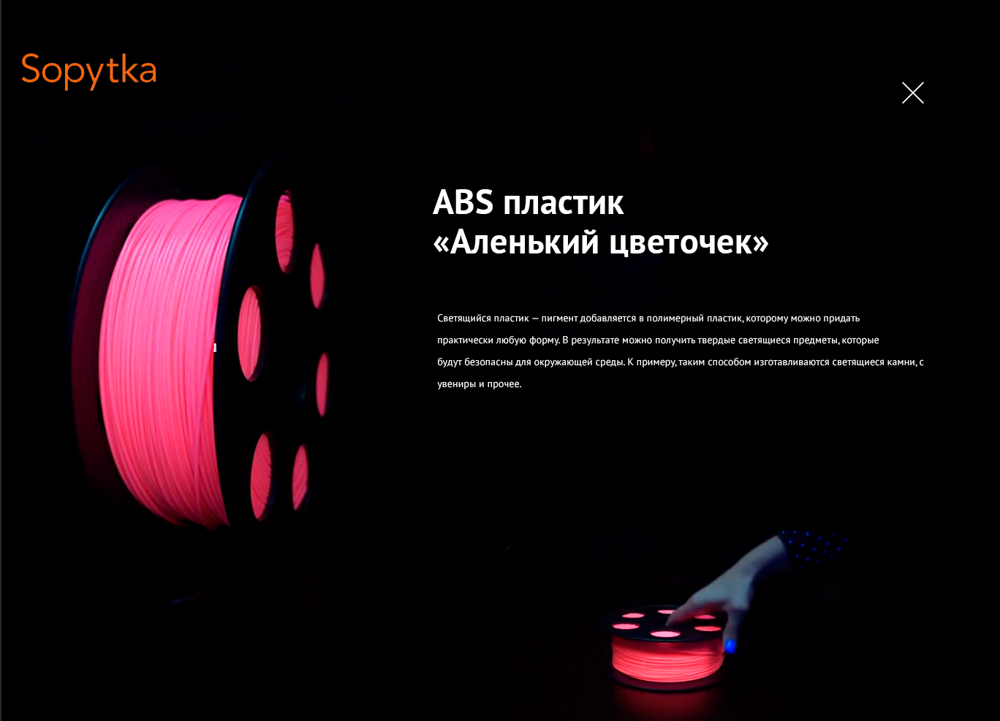 Sopytka
ABS пластик
«Аленький цветочек»
Светящийся пластик — пигмент добавляется в полимерный пластик, которому можно придать
практически любую форму. В результате можно получить твердые светящиеся предметы, которые
будут безопасны для окружающей среды. К примеру, таким способом изготавливаются светящиеся камни, с
увениры и прочее.